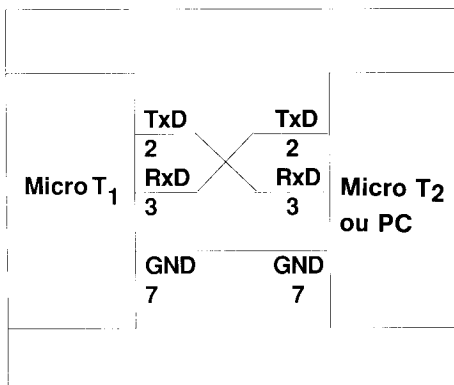 TxD TxD
2 2
Micro T1 RxD RxD Micro T2
3 3 ou PC
GND GND
7 7